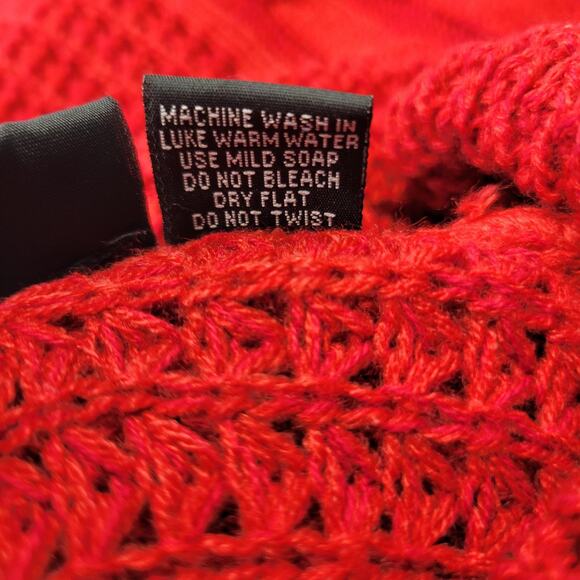 MACHINE WASH IN
LUKE WARM WATER
USE MILD SOAP
DO NOT BLEACH
DRY FLAT
DO NOT TWIST